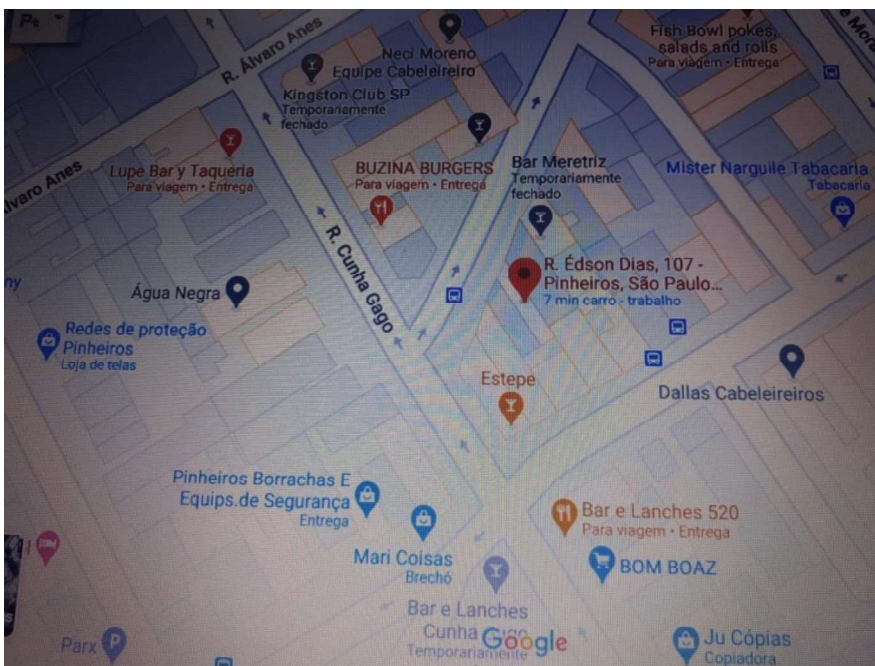 R. Álvaro Anes
Neci Moreno
Equipe Cabeleireiro
Fish Bowl pokes,
salads and rolls
Para viagem • Entrega
Kingston Club SP
Temporariamente
fechado
Lupe Bar y Taqueria
Para viagem • Entrega
BUZINA BURGERS
Para viagem • Entrega
Bar Meretriz
Temporariamente
fechado
Mister Narguile Tabacaria
Tabacaria
lvaro Anes
R. Cunha Gago
R. Édson Dias, 107 -
Pinheiros, São Paulo...
7 min carro - trabalho
Água Negra
Redes de proteção
Pinheiros
Loja de telas
Estepe
Dallas Cabeleireiros
Pinheiros Borrachas E
Equips.de Segurança
Entrega
Bar e Lanches 520
Para viagem • Entrega
Mari Coisas
Brechó
BOM BOAZ
Bar e Lanches
Cunha
Google
Temporariamente
Parx
P
Ju Cópias
Copiadora